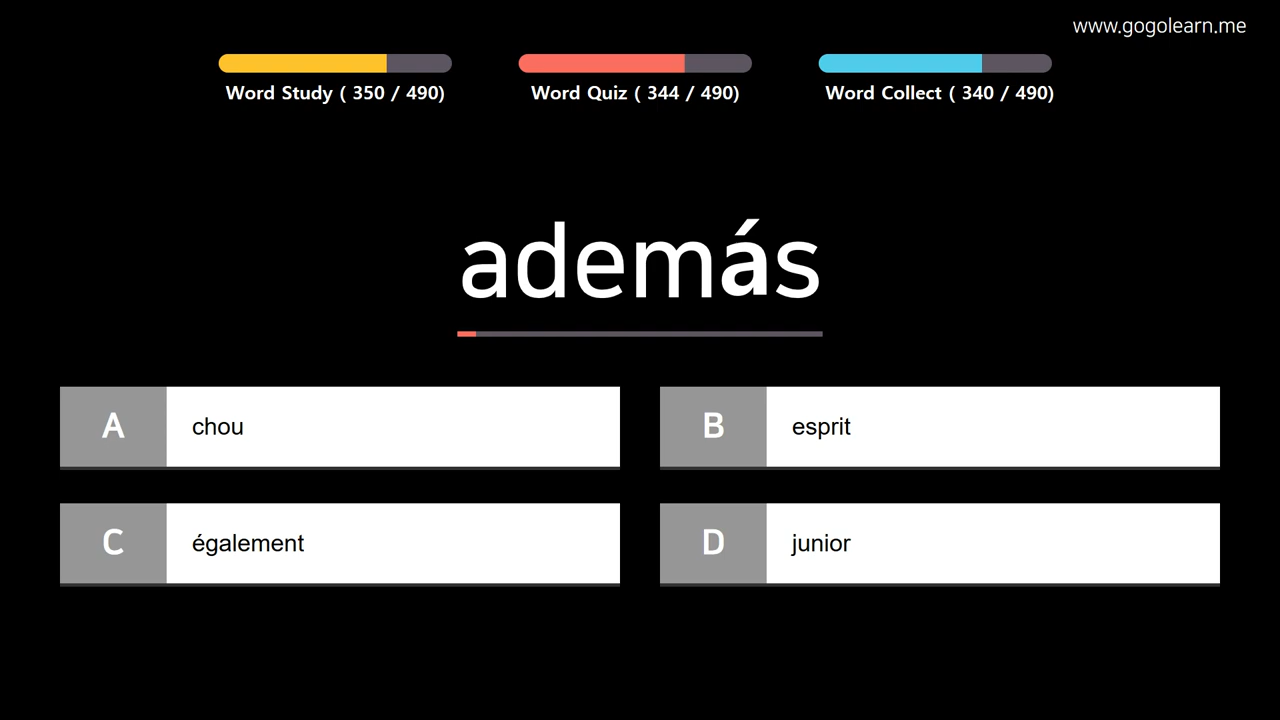 www.gogolearn.me
Word Study ( 350 / 490)
Word Quiz ( 344 / 490)
Word Collect ( 340 / 490)
además
A chou
B esprit
C également
D junior